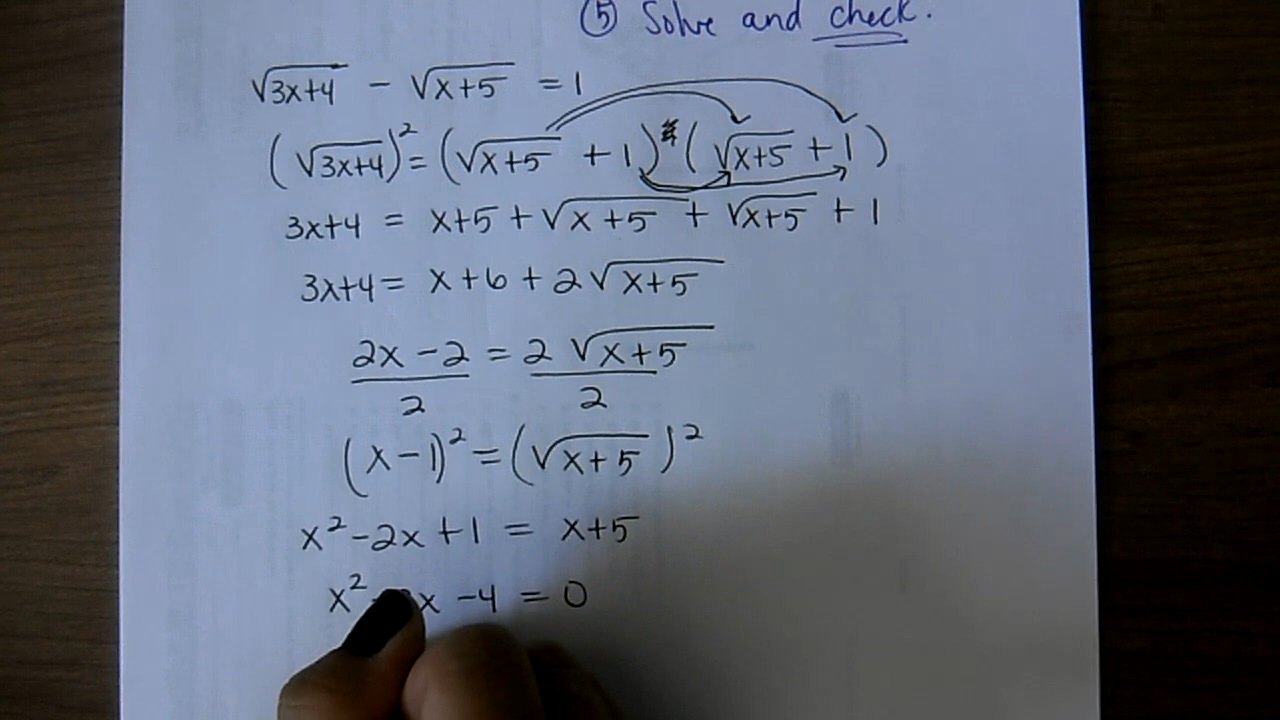 ⑤ Solve and check.
√3x+4 - √x+5 = 1
(√3x+4)² = (√x+5 + 1)(√x+5 + 1)
3x+4 = x+5 + √x+5 + √x+5 + 1
3x+4 = x+6 + 2√x+5
2x-2 = 2√x+5
2 2
(x-1)² = (√x+5)²
x²-2x+1 = x+5
x² - x - 4 = 0